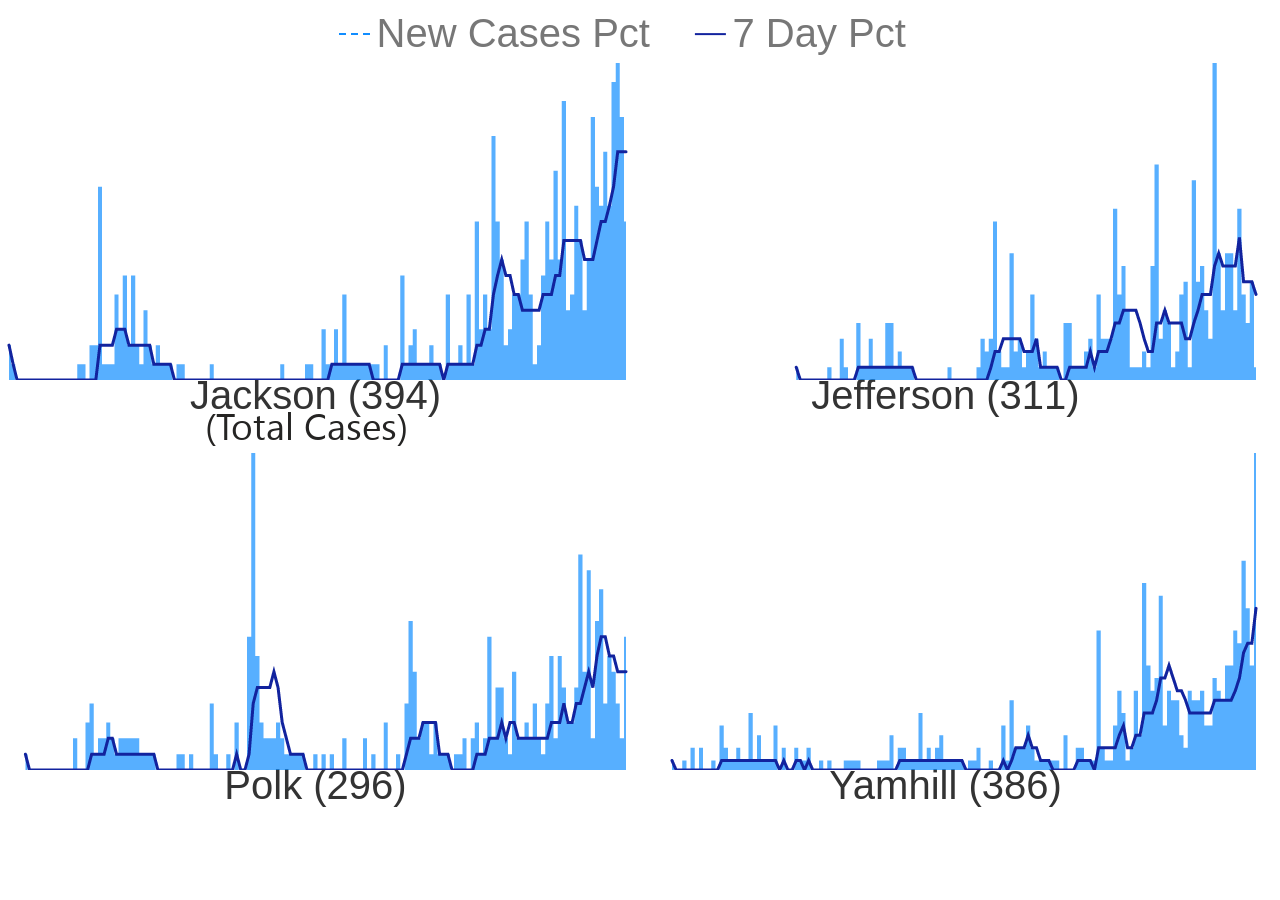 New Cases Pct 7 Day Pct
Jackson (394) Jefferson (311)
(Total Cases)
Polk (296) Yamhill (386)